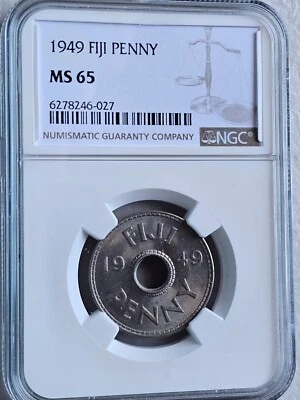 1949 FIJI PENNY
MS 65
6278246-027
NUMISMATIC GUARANTY COMPANY
NGC
FIJI
19 49
PENNY